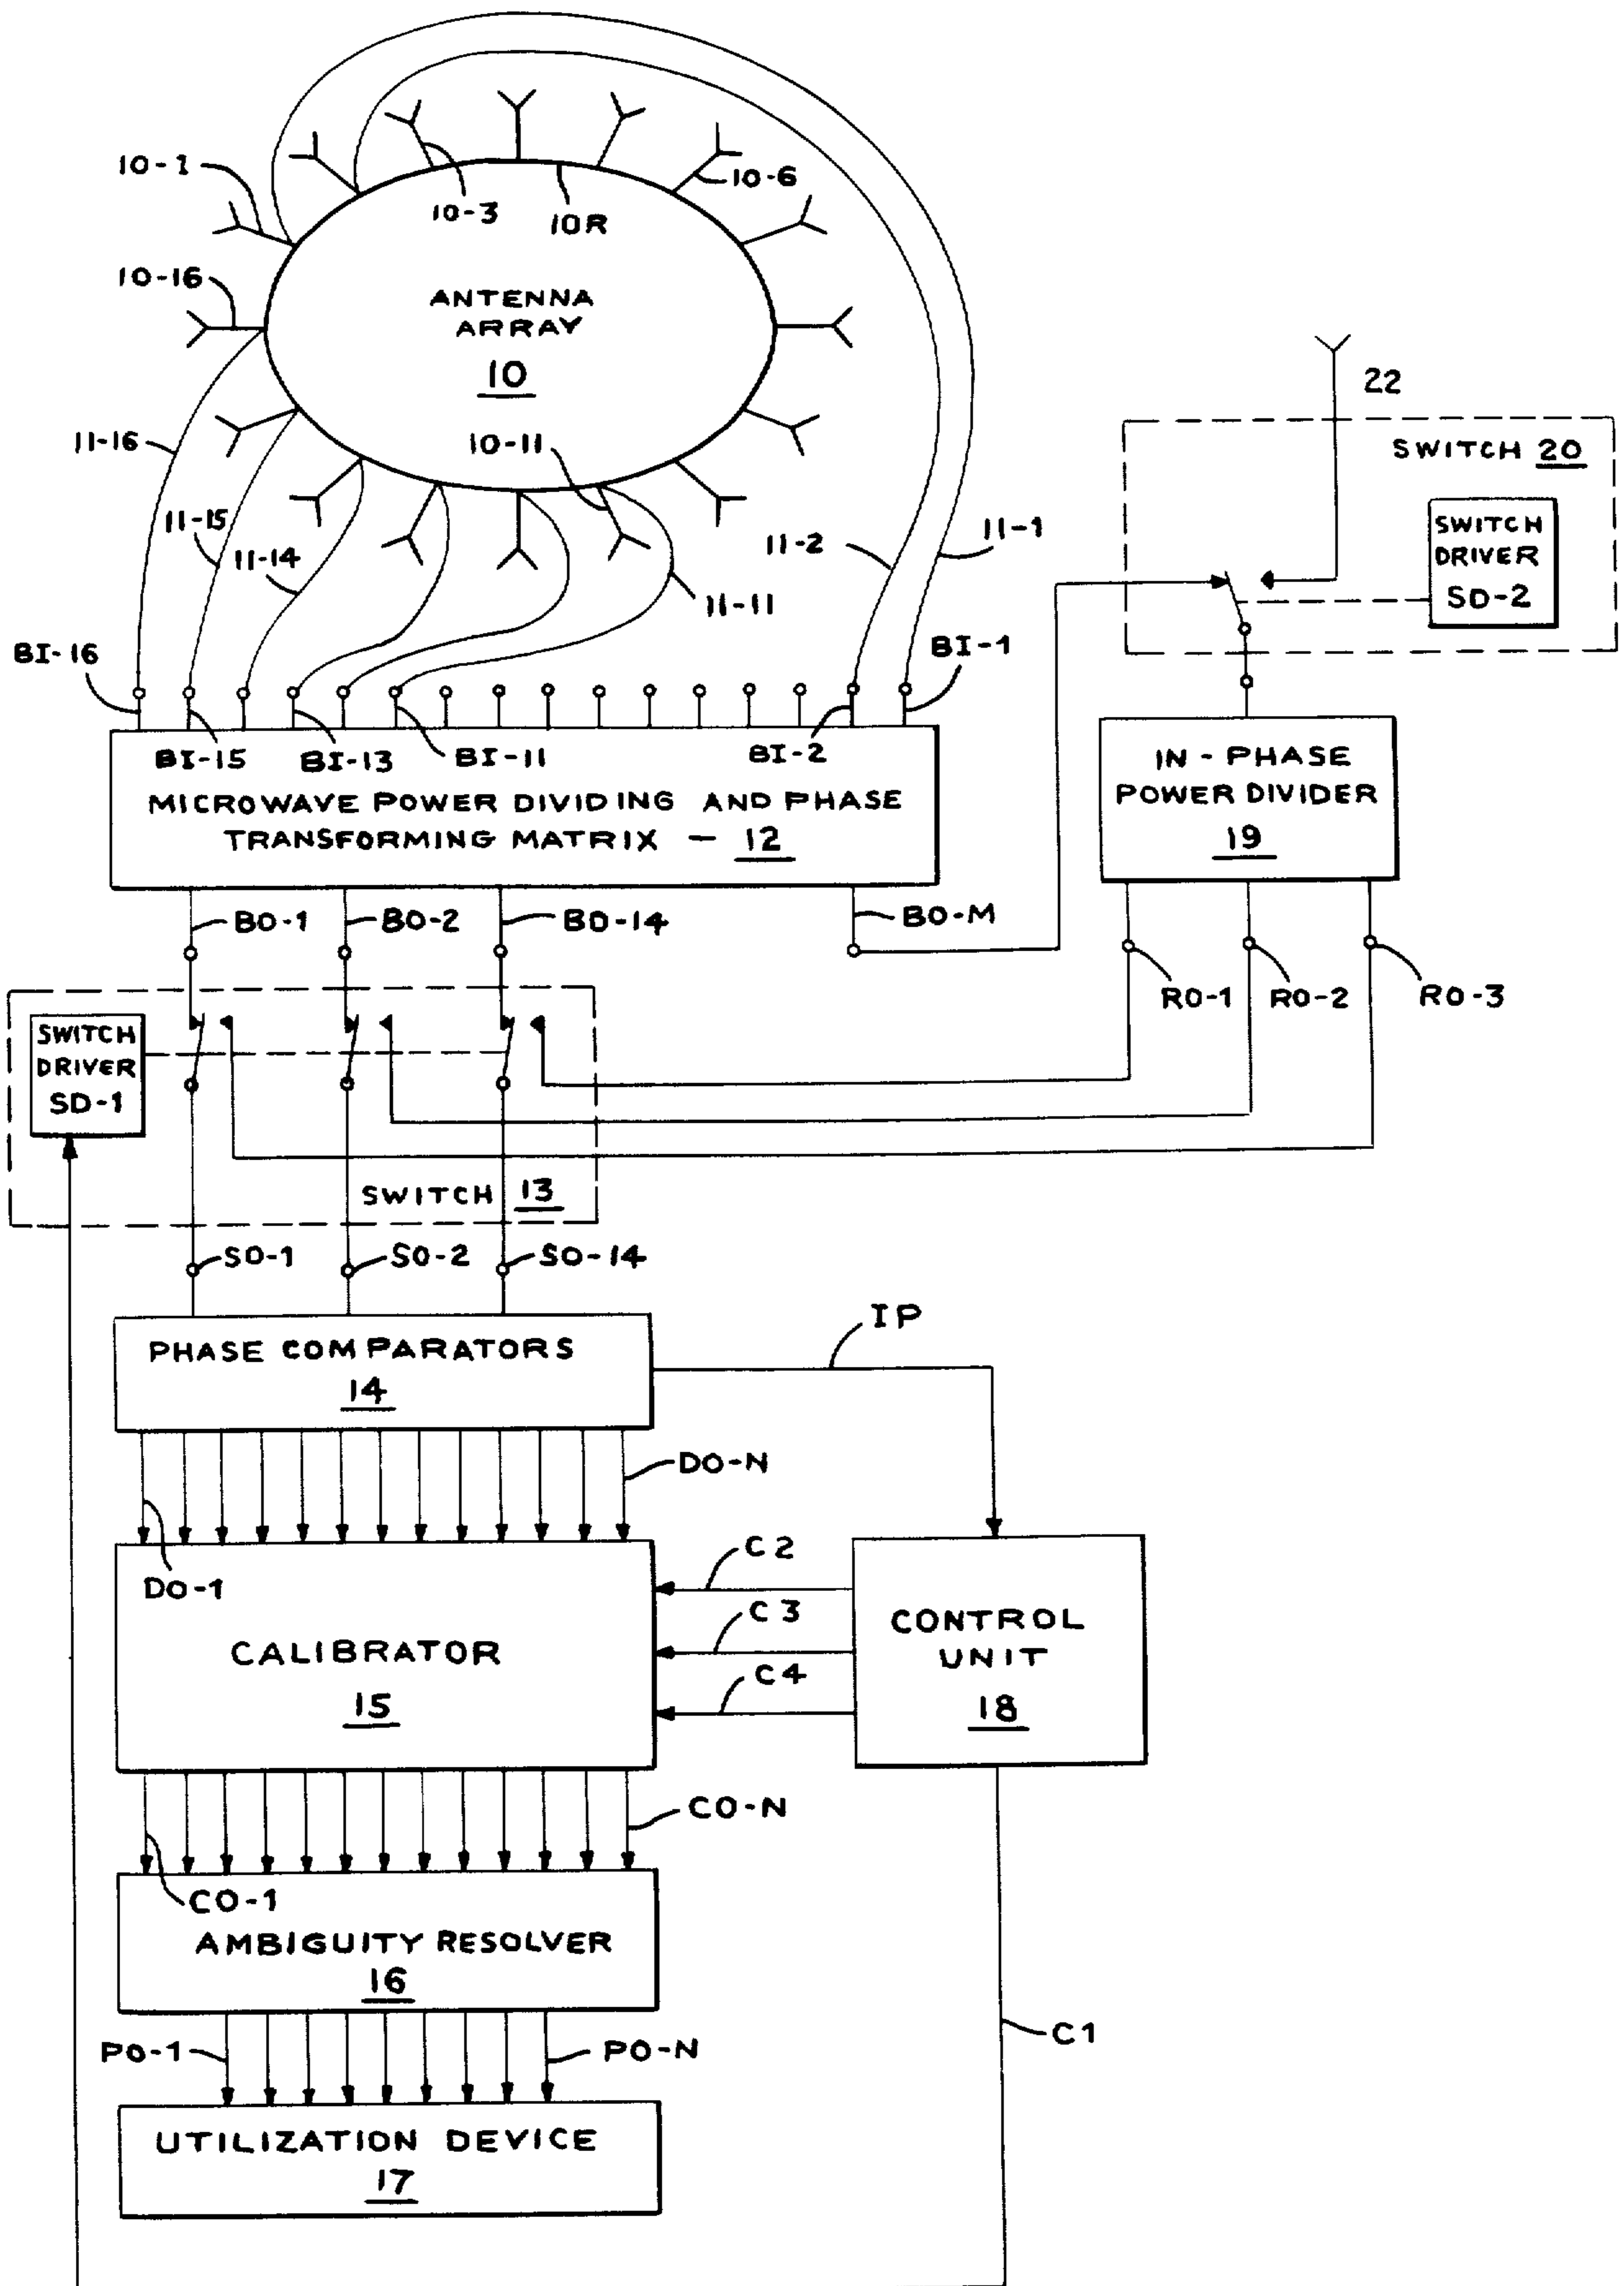 10-1
10-3
10R
10-6
10-16
ANTENNA
ARRAY
10
22
11-16
10-11
SWITCH 20
11-15
11-14
11-2
11-1
SWITCH
DRIVER
SD-2
11-11
BI-16
BI-1
BI-15
BI-13
BI-11
BI-2
MICROWAVE POWER DIVIDING AND PHASE
TRANSFORMING MATRIX - 12
IN-PHASE
POWER DIVIDER
19
BO-1
BO-2
BO-14
BO-M
RO-1
RO-2
RO-3
SWITCH
DRIVER
SD-1
SWITCH 13
SO-1
SO-2
SO-14
PHASE COMPARATORS
14
IP
DO-N
DO-1
C2
C3
C4
CALIBRATOR
15
CONTROL
UNIT
18
CO-N
CO-1
AMBIGUITY RESOLVER
16
PO-1
PO-N
C1
UTILIZATION DEVICE
17